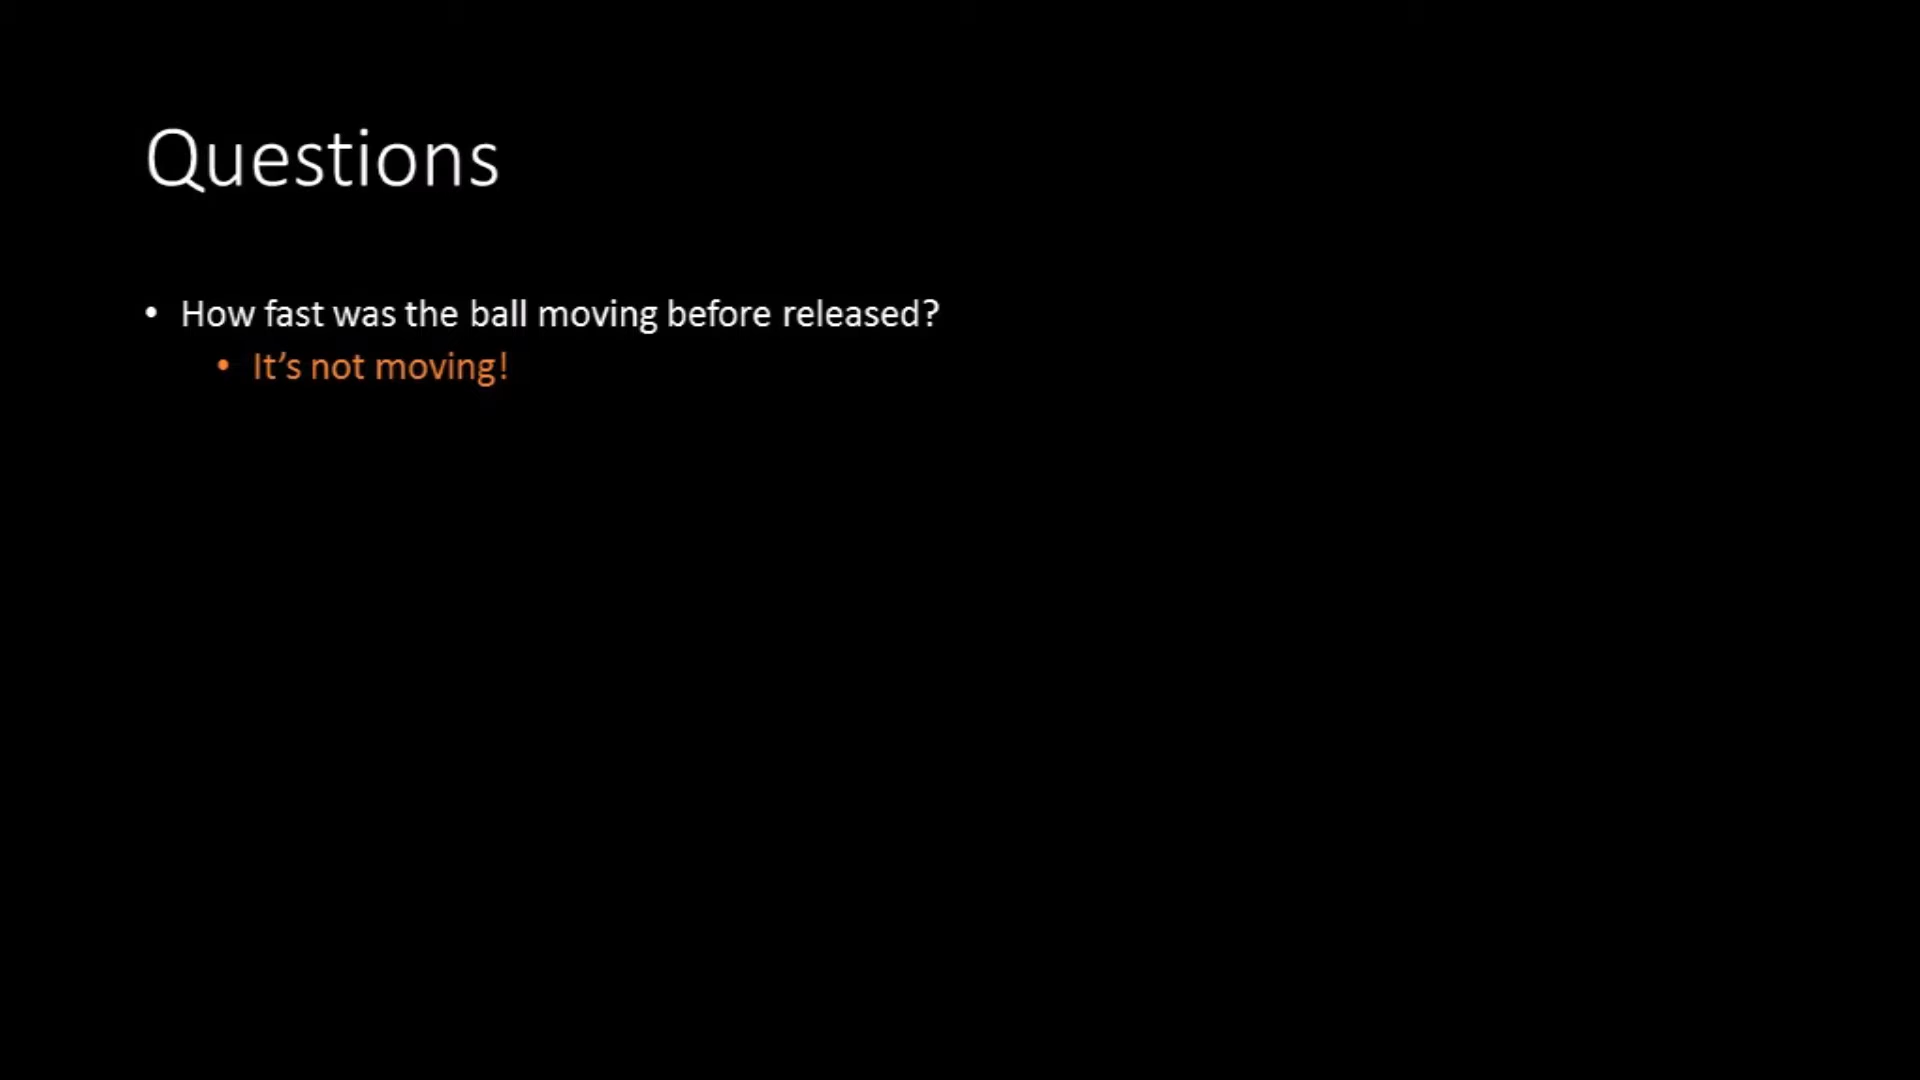 Questions
• How fast was the ball moving before released?
• It’s not moving!